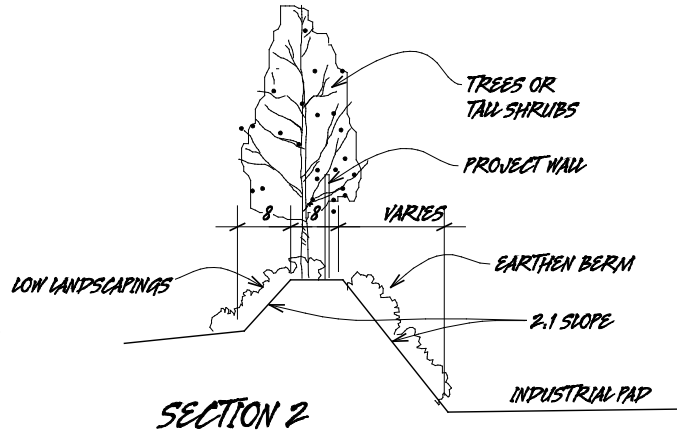 TREES OR
TALL SHRUBS
PROJECT WALL
8
8
VARIES
LOW LANDSCAPINGS
EARTHEN BERM
2:1 SLOPE
INDUSTRIAL PAD
SECTION 2